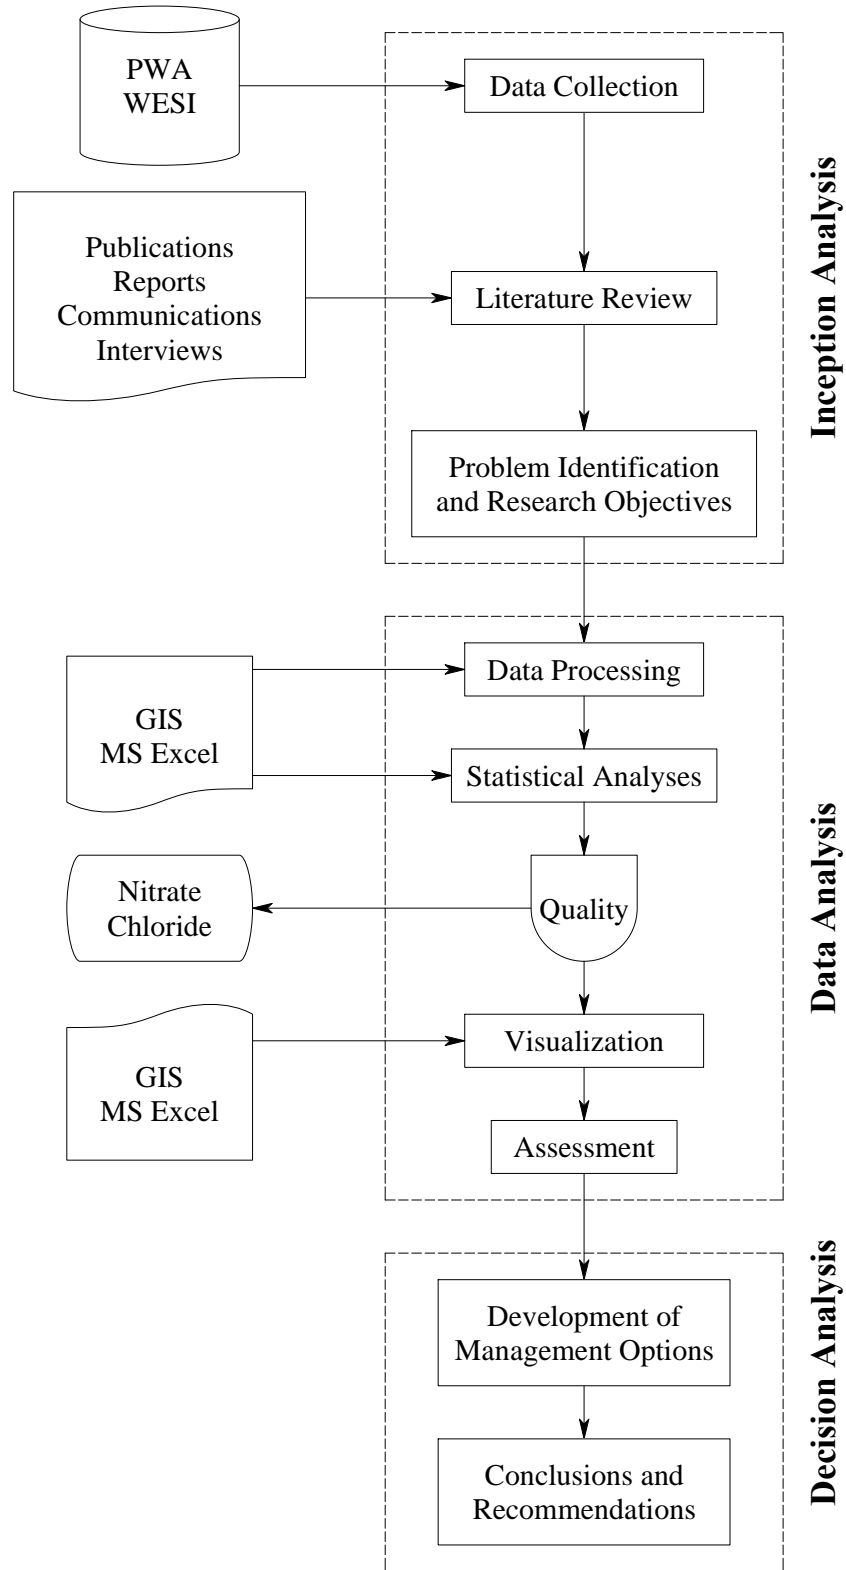 PWA
WESI
Data Collection
Publications
Reports
Communications
Interviews
Literature Review
Problem Identification
and Research Objectives
Inception Analysis
GIS
MS Excel
Data Processing
Statistical Analyses
Nitrate
Chloride
Quality
GIS
MS Excel
Visualization
Assessment
Data Analysis
Development of
Management Options
Conclusions and
Recommendations
Decision Analysis